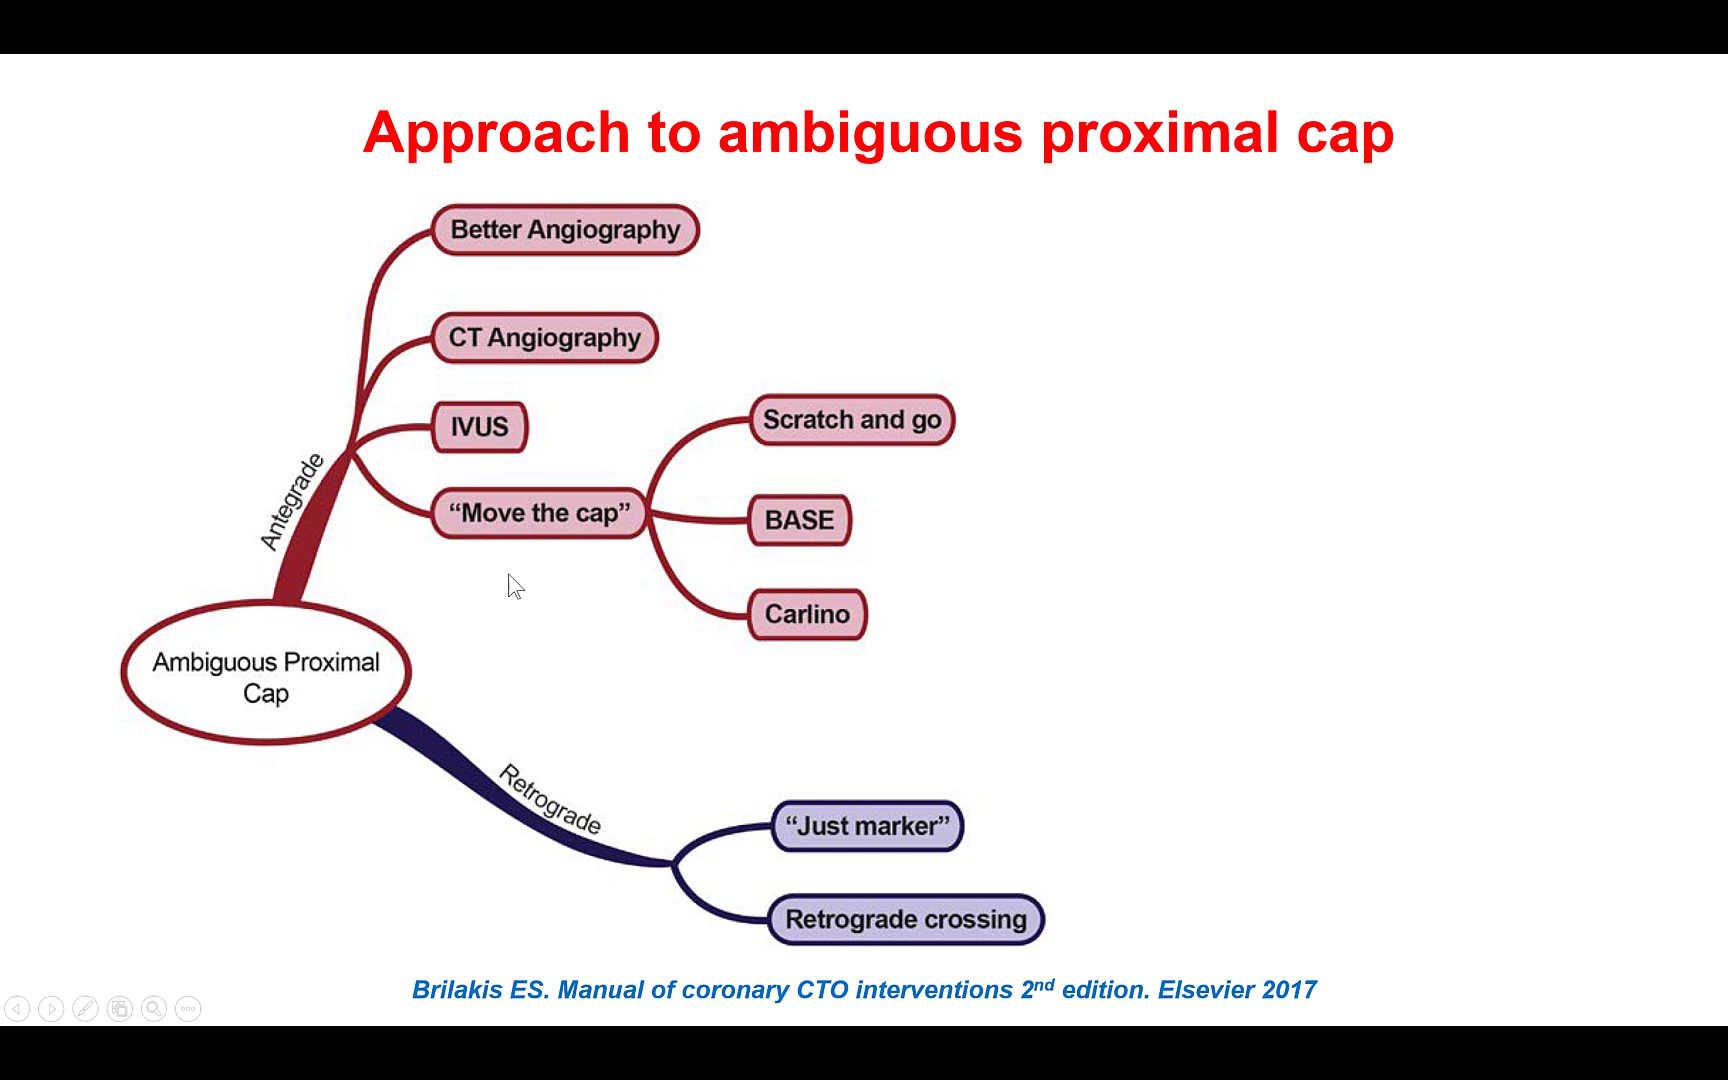 Approach to ambiguous proximal cap
Better Angiography
CT Angiography
IVUS
“Move the cap”
Scratch and go
BASE
Carlino
Antegrade
Ambiguous Proximal
Cap
Retrograde
“Just marker”
Retrograde crossing
Brilakis ES. Manual of coronary CTO interventions 2nd edition. Elsevier 2017